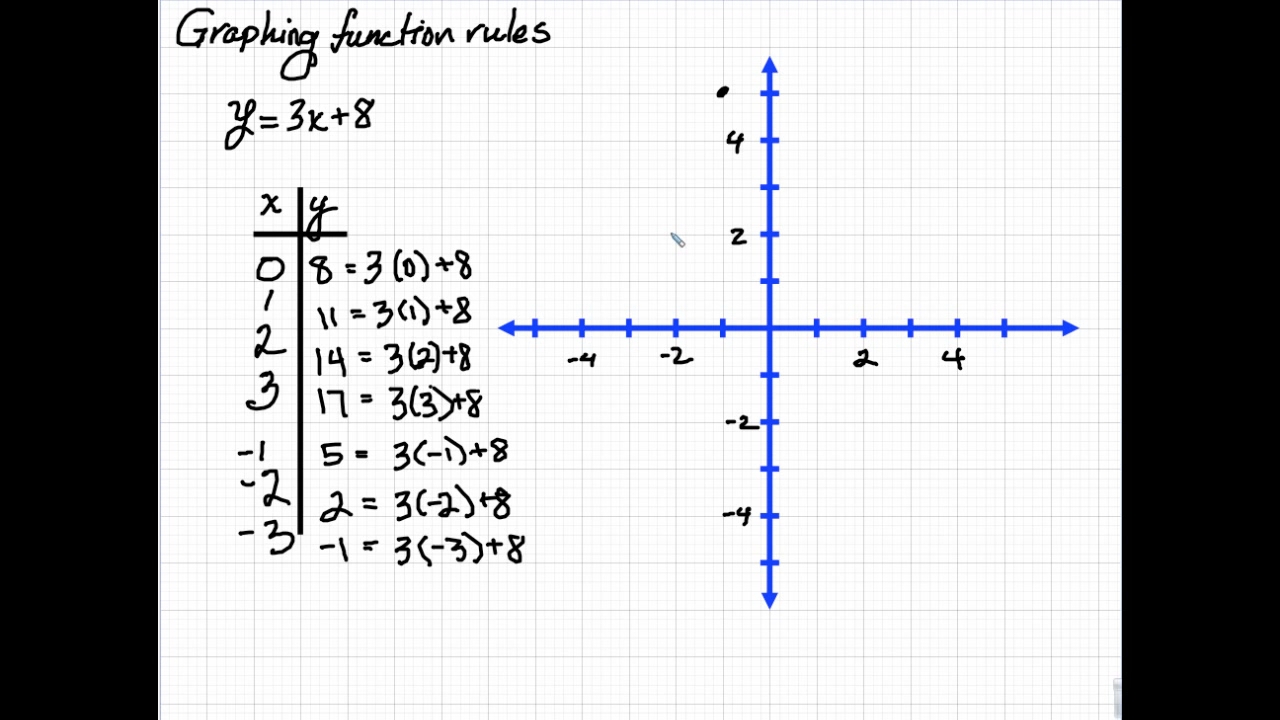 Graphing function rules
y = 3x + 8
x y
0 8 = 3(0) + 8
1 11 = 3(1) + 8
2 14 = 3(2) + 8
3 17 = 3(3) + 8
-1 5 = 3(-1) + 8
-2 2 = 3(-2) + 8
-3 -1 = 3(-3) + 8
4
2
-4 -2 2 4
-2
-4